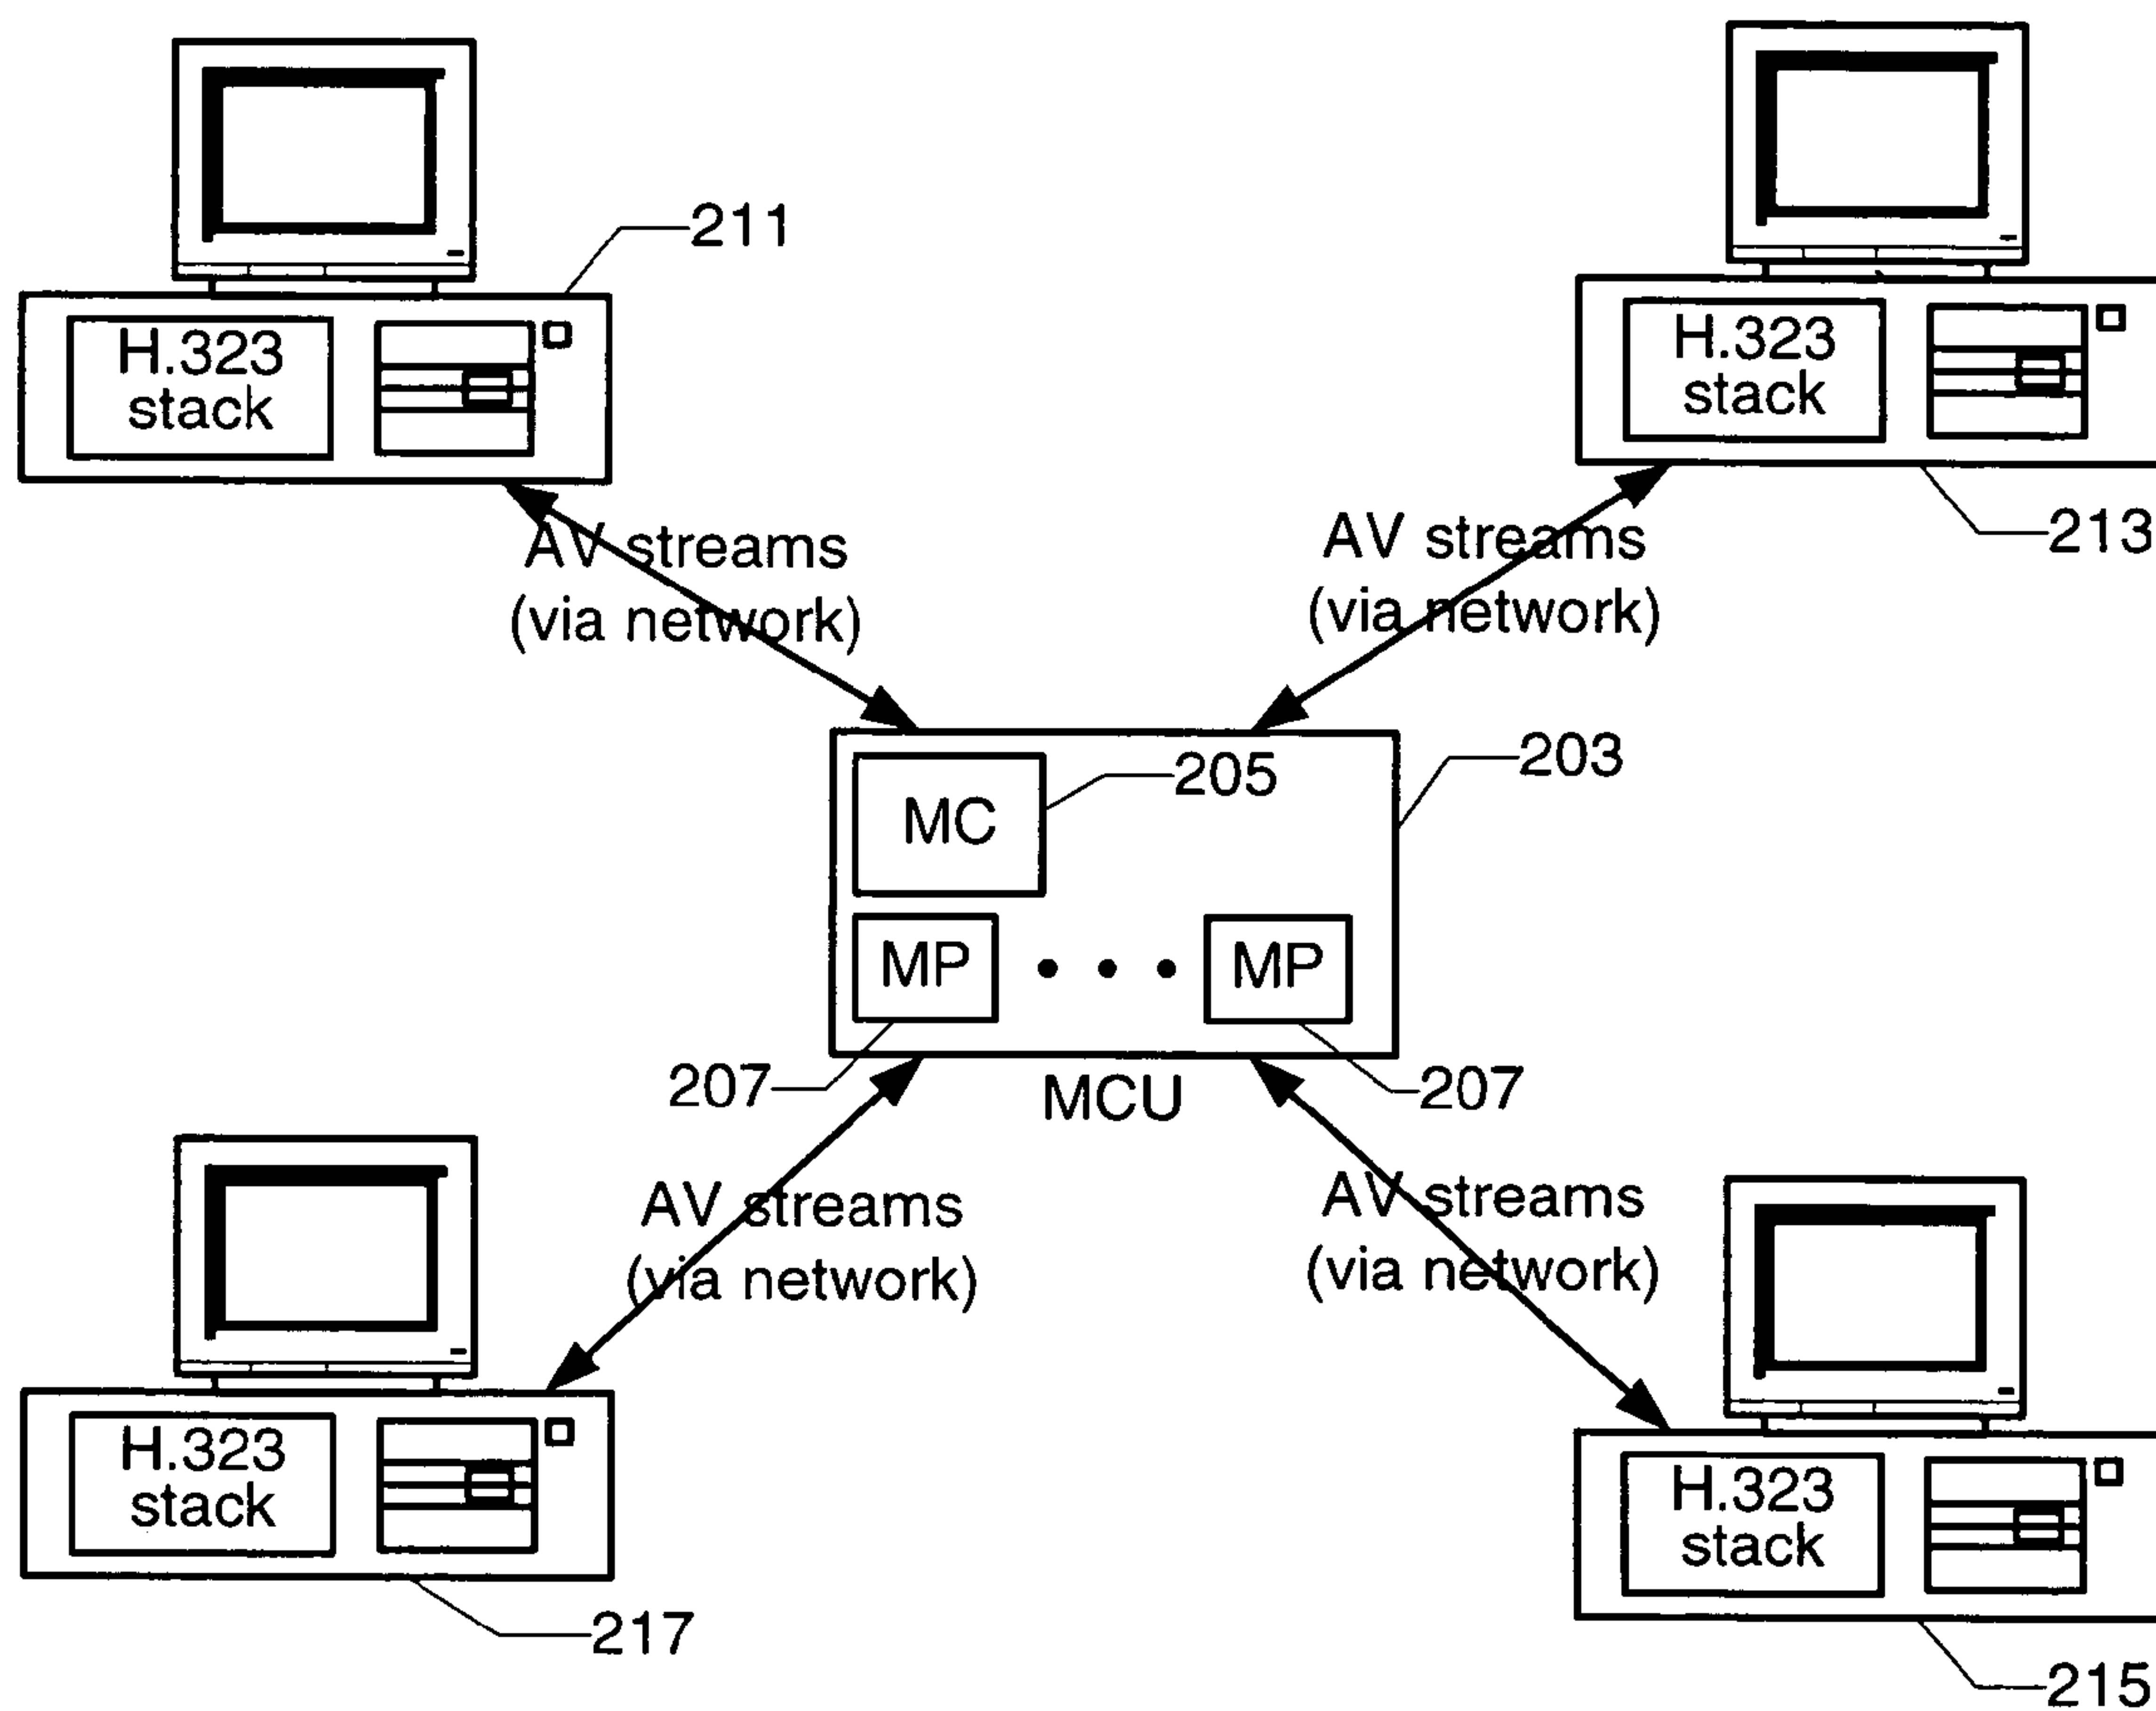 211
H.323
stack
H.323
stack
213
AV streams
(via network)
AV streams
(via network)
203
205
MC
MP
MP
207
207
MCU
AV streams
(via network)
AV streams
(via network)
H.323
stack
H.323
stack
217
215